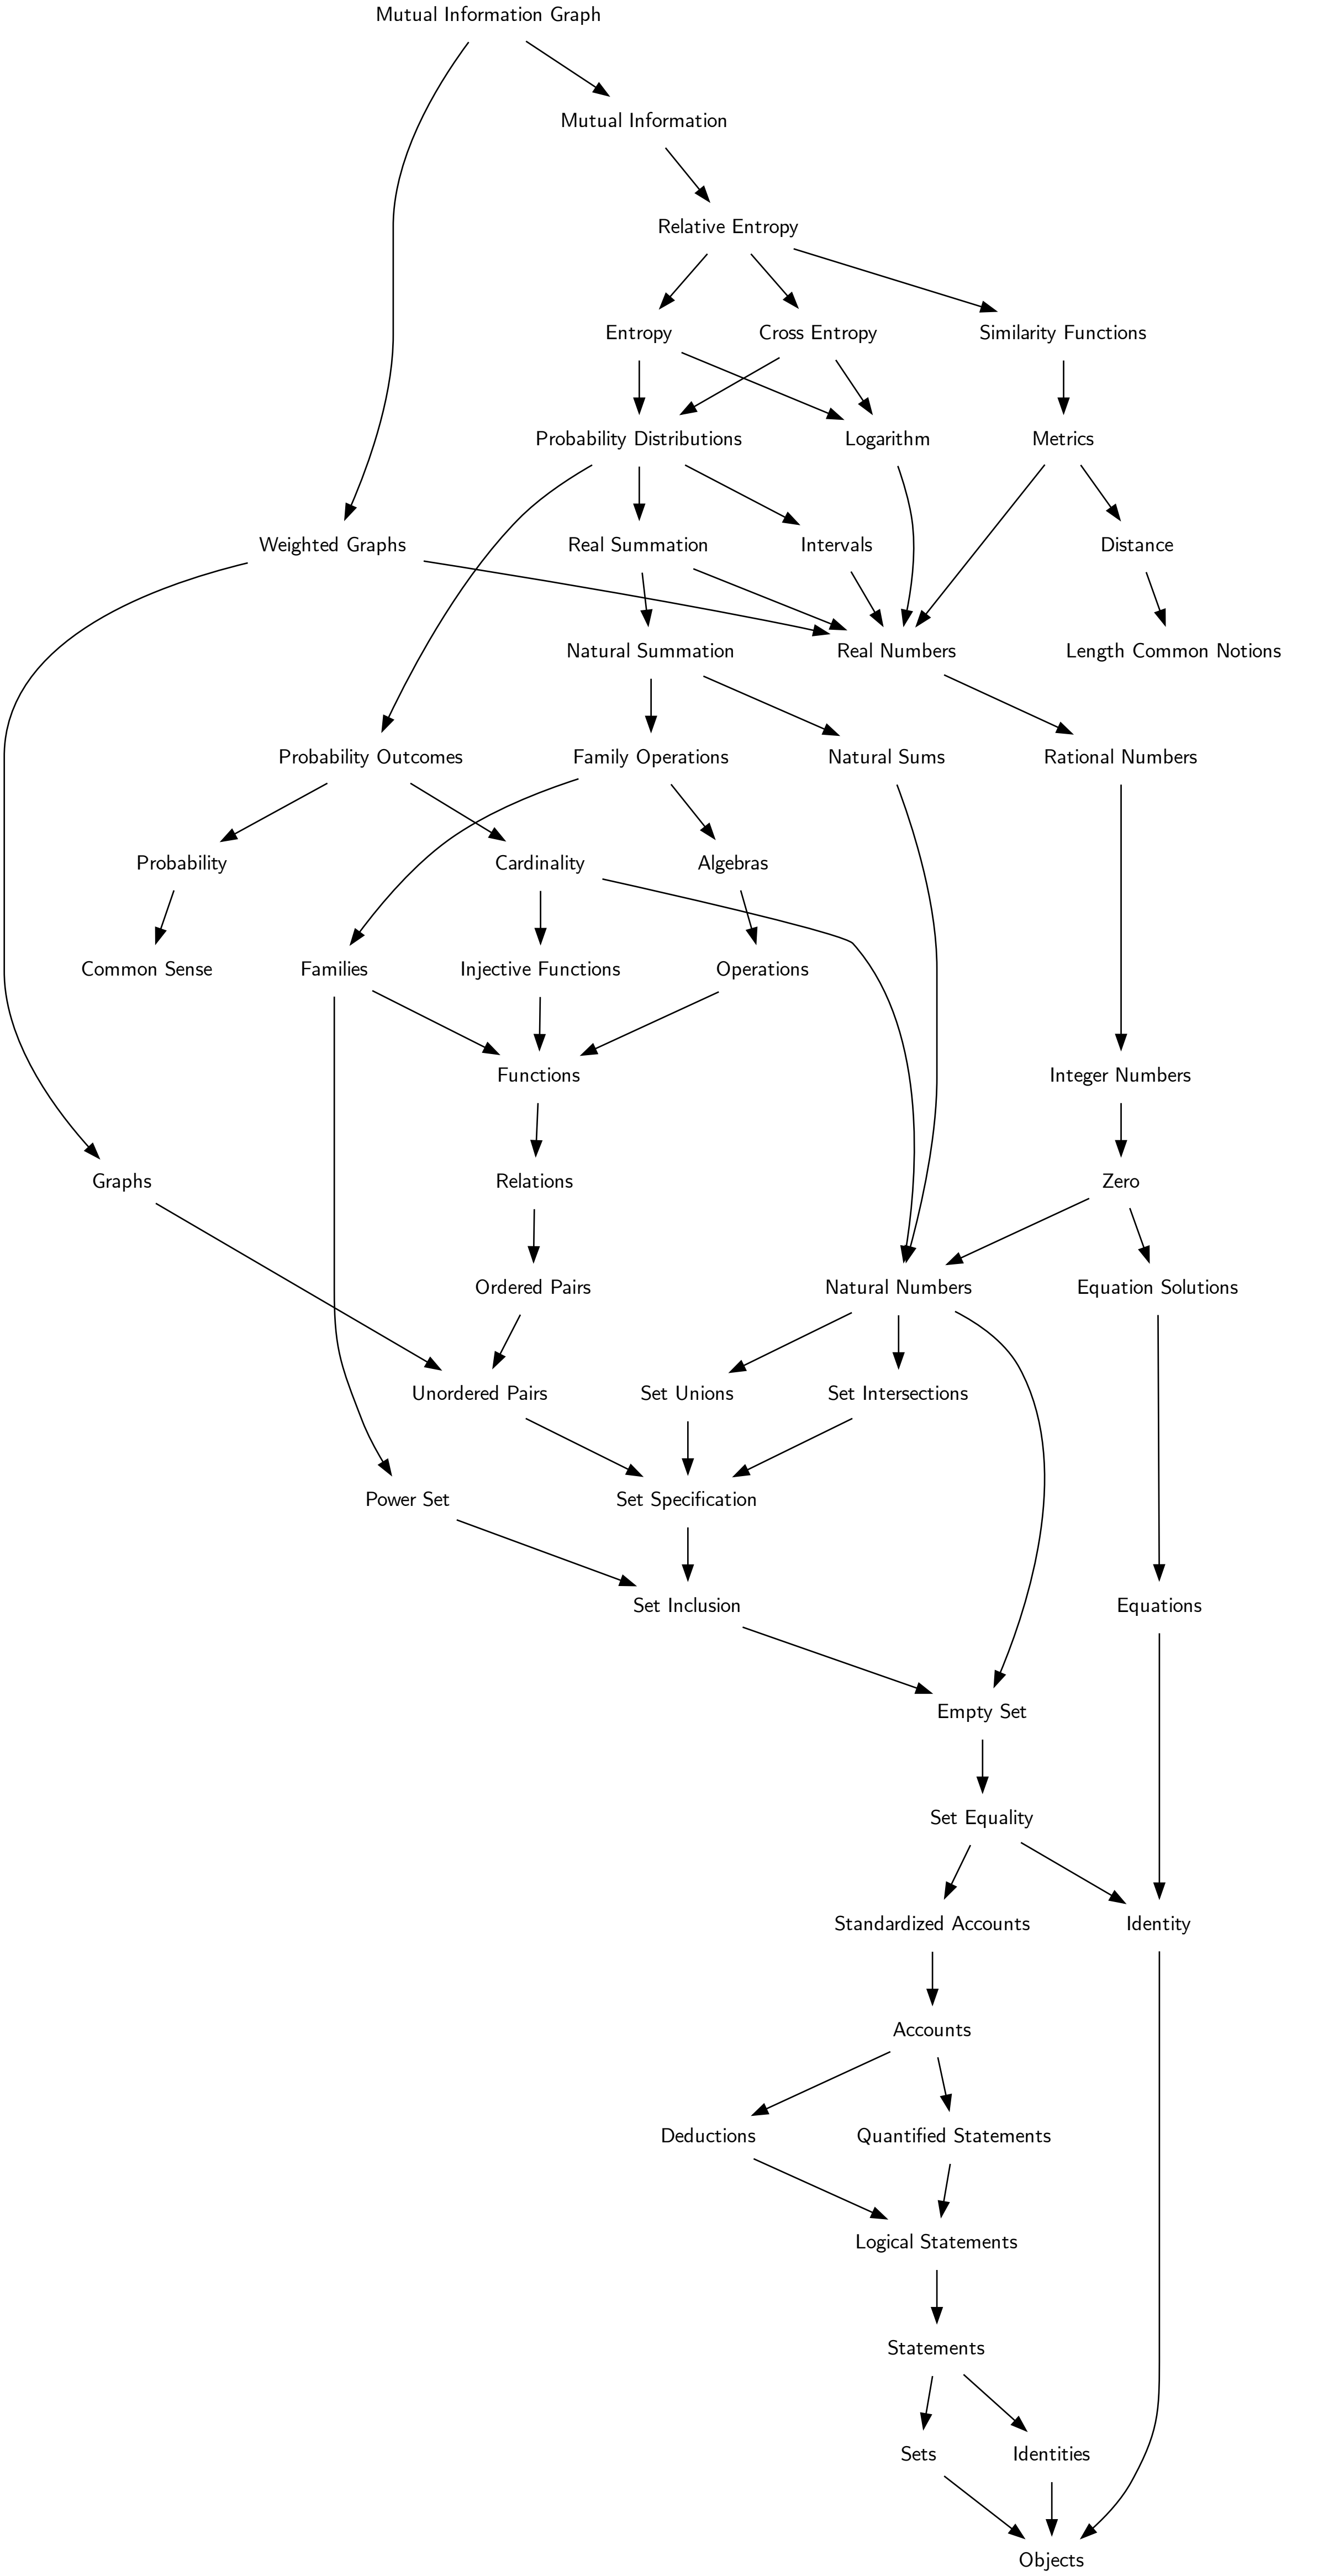 Mutual Information Graph
Mutual Information
Relative Entropy
Entropy
Cross Entropy
Similarity Functions
Probability Distributions
Logarithm
Metrics
Weighted Graphs
Real Summation
Intervals
Distance
Natural Summation
Real Numbers
Length Common Notions
Probability Outcomes
Family Operations
Natural Sums
Rational Numbers
Probability
Cardinality
Algebras
Common Sense
Families
Injective Functions
Operations
Functions
Integer Numbers
Graphs
Relations
Zero
Ordered Pairs
Natural Numbers
Equation Solutions
Unordered Pairs
Set Unions
Set Intersections
Power Set
Set Specification
Set Inclusion
Equations
Empty Set
Set Equality
Standardized Accounts
Identity
Accounts
Deductions
Quantified Statements
Logical Statements
Statements
Sets
Identities
Objects